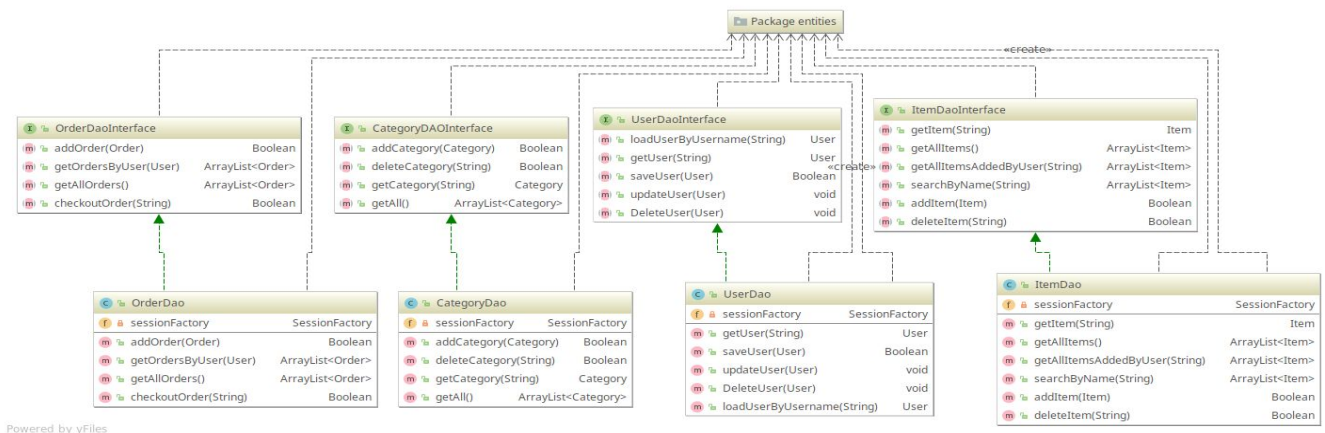 Package entities
«create»
OrderDaoInterface
addOrder(Order) Boolean
getOrdersByUser(User) ArrayList<Order>
getAllOrders() ArrayList<Order>
checkoutOrder(String) Boolean
CategoryDAOInterface
addCategory(Category) Boolean
deleteCategory(String) Boolean
getCategory(String) Category
getAll() ArrayList<Category>
UserDaoInterface
loadUserByUsername(String) User
getUser(String) User
saveUser(User) Boolean
updateUser(User) void
DeleteUser(User) void
«create»
ItemDaoInterface
getItem(String) Item
getAllItems() ArrayList<Item>
getAllItemsAddedByUser(String) ArrayList<Item>
searchByName(String) ArrayList<Item>
addItem(Item) Boolean
deleteItem(String) Boolean
OrderDao
sessionFactory SessionFactory
addOrder(Order) Boolean
getOrdersByUser(User) ArrayList<Order>
getAllOrders() ArrayList<Order>
checkoutOrder(String) Boolean
CategoryDao
sessionFactory SessionFactory
addCategory(Category) Boolean
deleteCategory(String) Boolean
getCategory(String) Category
getAll() ArrayList<Category>
UserDao
sessionFactory SessionFactory
getUser(String) User
saveUser(User) Boolean
updateUser(User) void
DeleteUser(User) void
loadUserByUsername(String) User
ItemDao
sessionFactory SessionFactory
getItem(String) Item
getAllItems() ArrayList<Item>
getAllItemsAddedByUser(String) ArrayList<Item>
searchByName(String) ArrayList<Item>
addItem(Item) Boolean
deleteItem(String) Boolean
Powered by yFiles